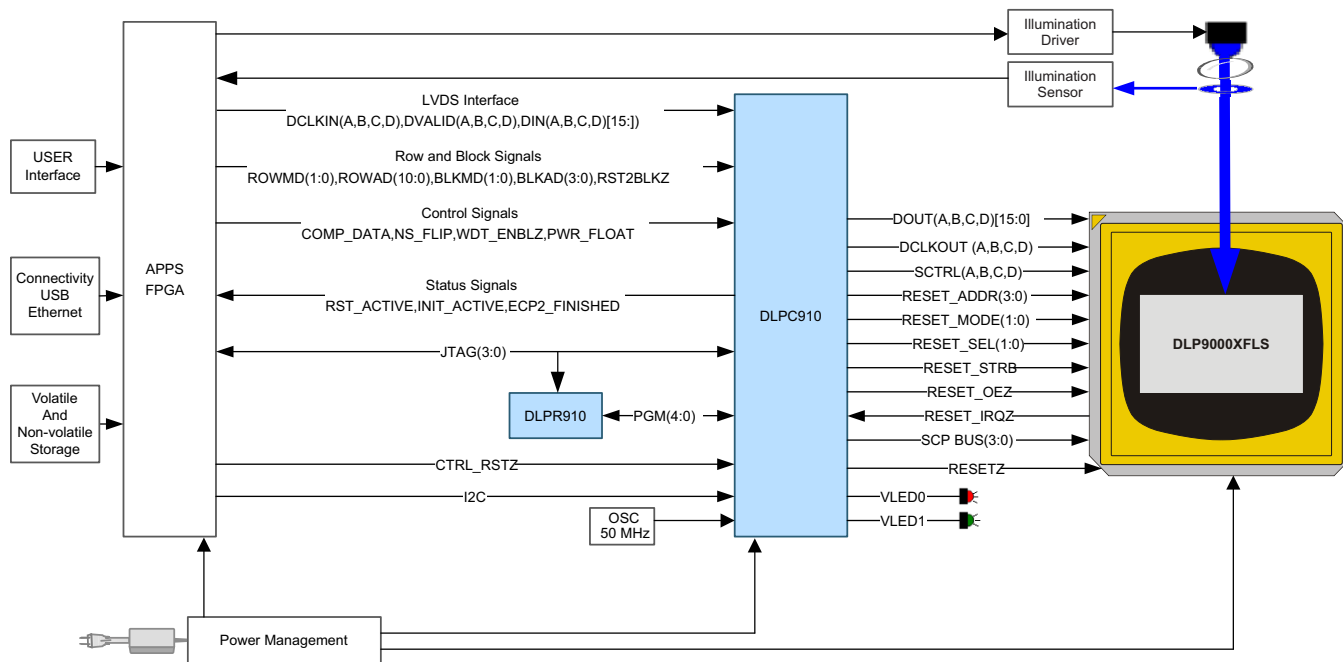 Illumination
Driver
Illumination
Sensor
LVDS Interface
DCLKIN(A,B,C,D),DVALID(A,B,C,D),DIN(A,B,C,D)[15:])
USER
Interface
Row and Block Signals
ROWMD(1:0),ROWAD(10:0),BLKMD(1:0),BLKAD(3:0),RST2BLKZ
Control Signals
COMP_DATA,NS_FLIP,WDT_ENBLZ,PWR_FLOAT
Connectivity
USB
Ethernet
APPS
FPGA
Status Signals
RST_ACTIVE,INIT_ACTIVE,ECP2_FINISHED
DLPC910
JTAG(3:0)
Volatile
And
Non-volatile
Storage
DLPR910
PGM(4:0)
CTRL_RSTZ
I2C
OSC
50 MHz
DOUT(A,B,C,D)[15:0]
DCLKOUT (A,B,C,D)
SCTRL(A,B,C,D)
RESET_ADDR(3:0)
RESET_MODE(1:0)
RESET_SEL(1:0)
RESET_STRB
RESET_OEZ
RESET_IRQZ
SCP BUS(3:0)
RESETZ
VLED0
VLED1
DLP9000XFLS
Power Management